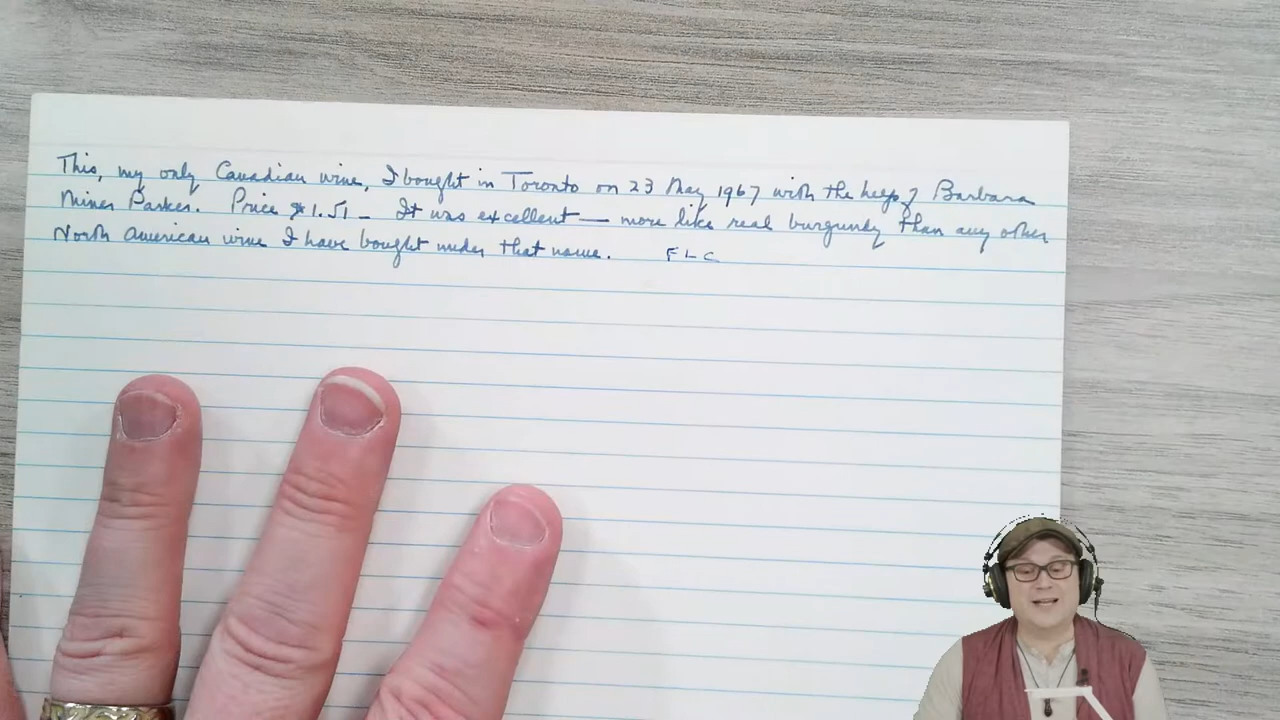 This, my only Canadian wine, I bought in Toronto on 23 May 1967 with the help of Barbara
Miner Parker. Price $1.51 – It was excellent — more like real burgundy than any other
North American wine I have bought under that name. FLC